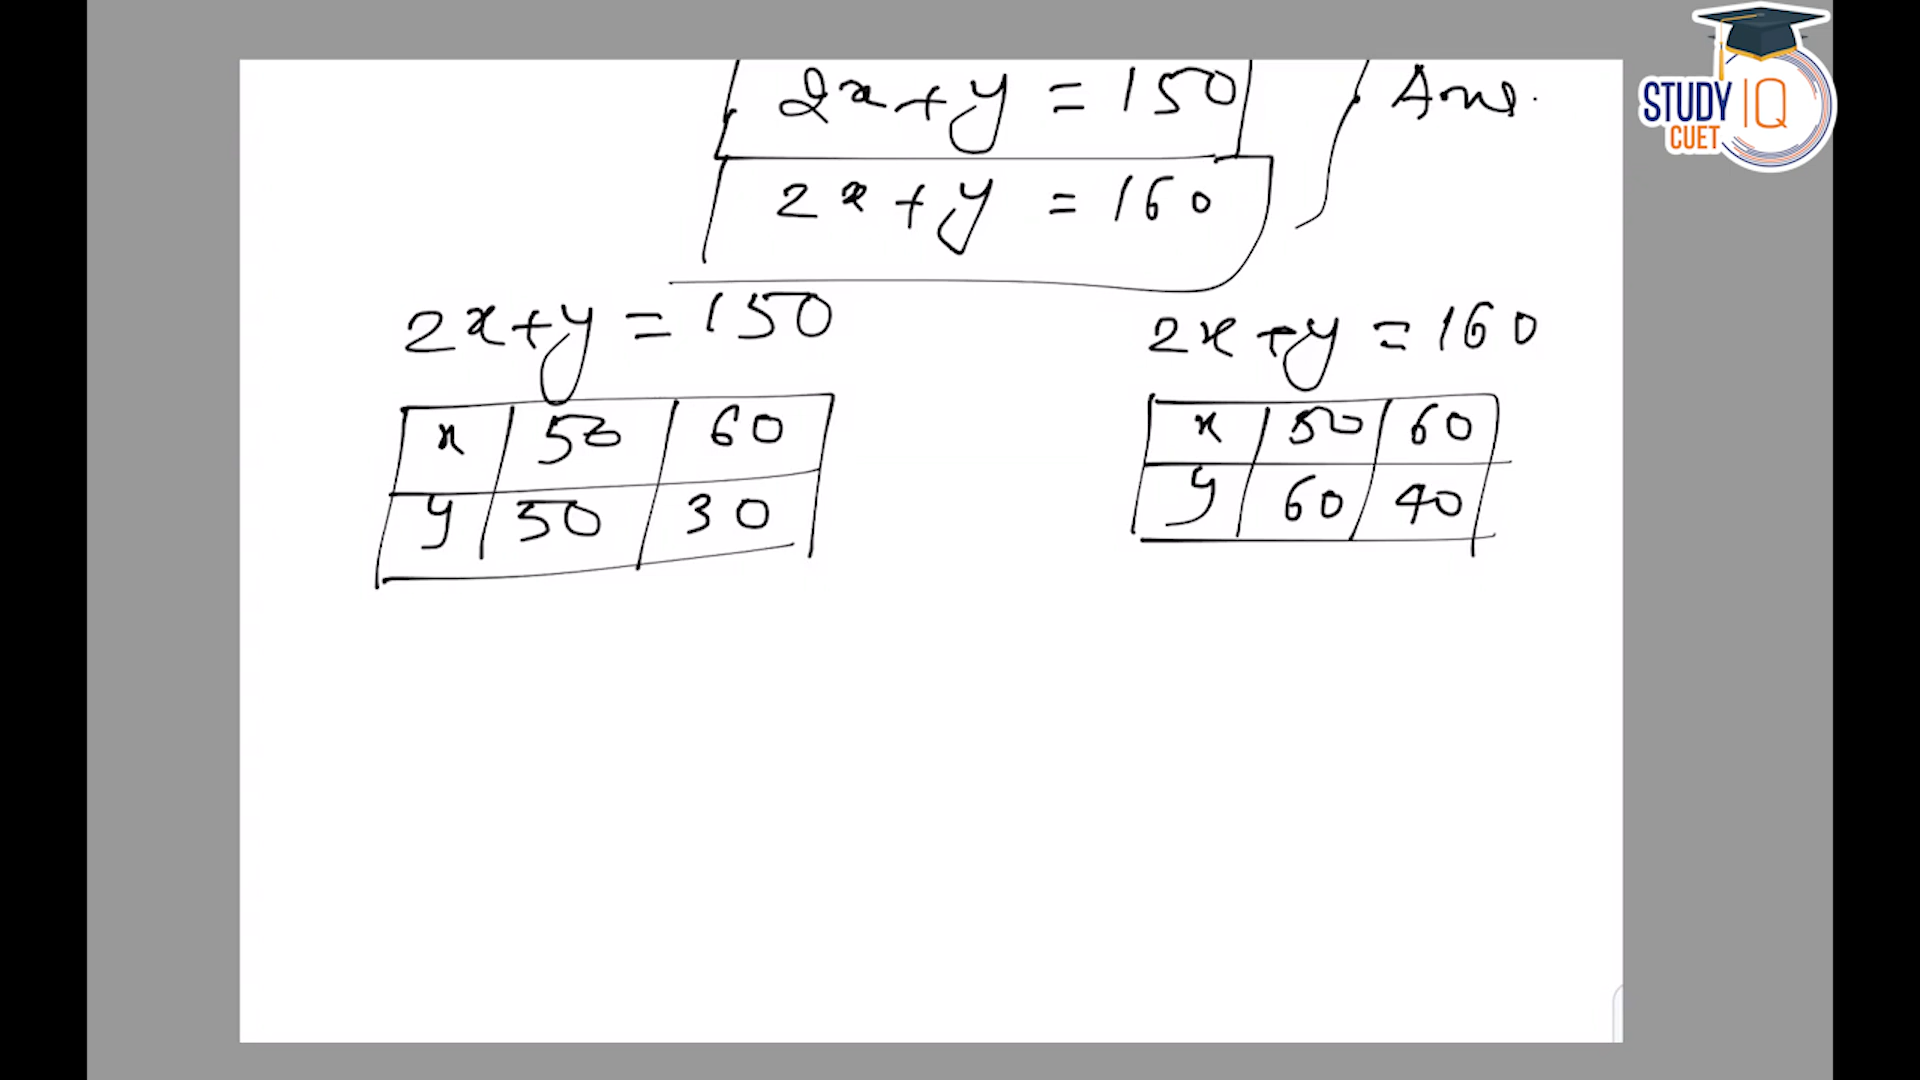 2x+y = 150
Ans.
2x+y = 160
2x+y = 150
2x+y = 160
x 50 60
y 50 30
x 50 60
y 60 40
STUDY IQ
CUET